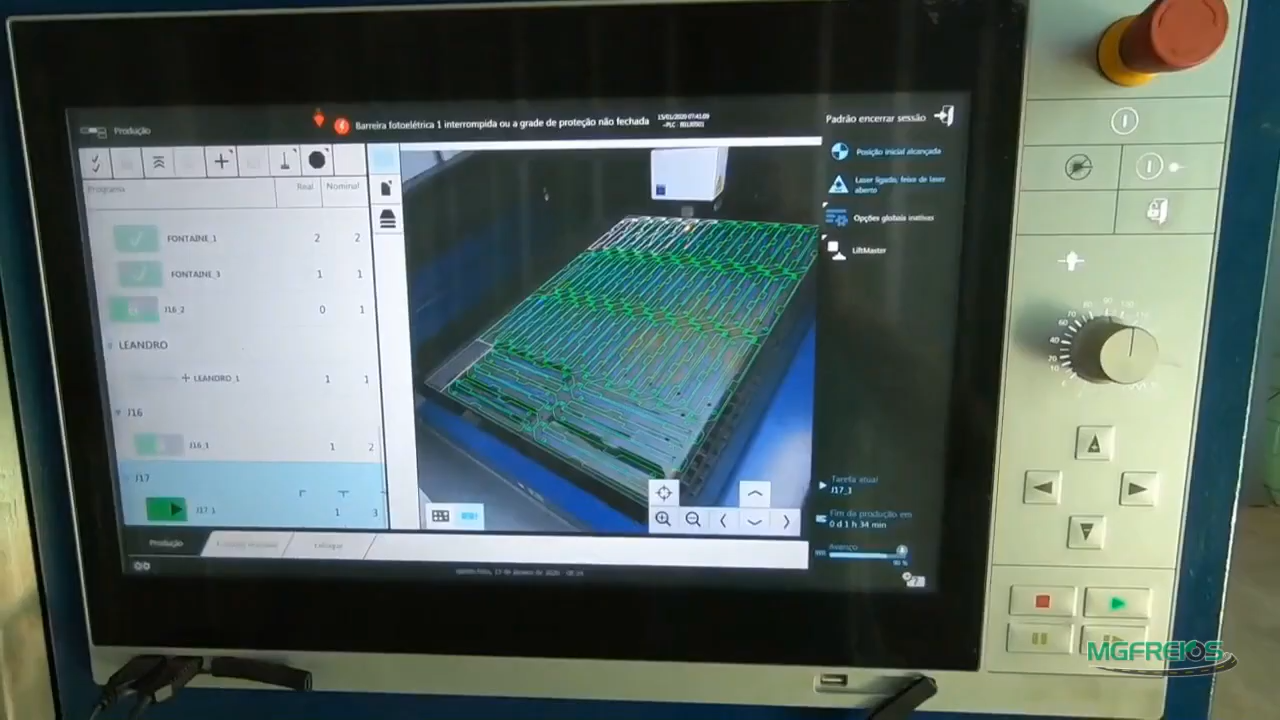 Produção
Barreira fotoelétrica 1 interrompida ou a grade de proteção não fechada
Padrão encerrar sessão
Programa
Real
Nominal
Posição inicial alcançada
Laser ligado, feixe de laser
aberto
Opções globais inativas
LiftMaster
FONTAINE_1 2 2
FONTAINE_3 1 1
J16_2 0 1
LEANDRO
LEANDRO_1 1 1
J16
J16_1 1 2
J17
J17_1 1 3
Tarefa atual
J17_1
Fim da produção em
0 d 1 h 34 min
Avanço
Produção
MGFREIOS